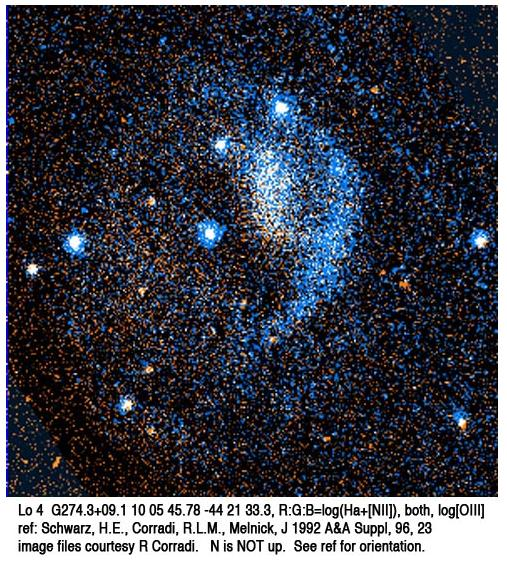 Lo 4 G274.3+09.1 10 05 45.78 -44 21 33.3, R:G:B=log(Ha+[NII]), both, log[OIII]
ref: Schwarz, H.E., Corradi, R.L.M., Melnick, J 1992 A&A Suppl, 96, 23
image files courtesy R Corradi. N is NOT up. See ref for orientation.